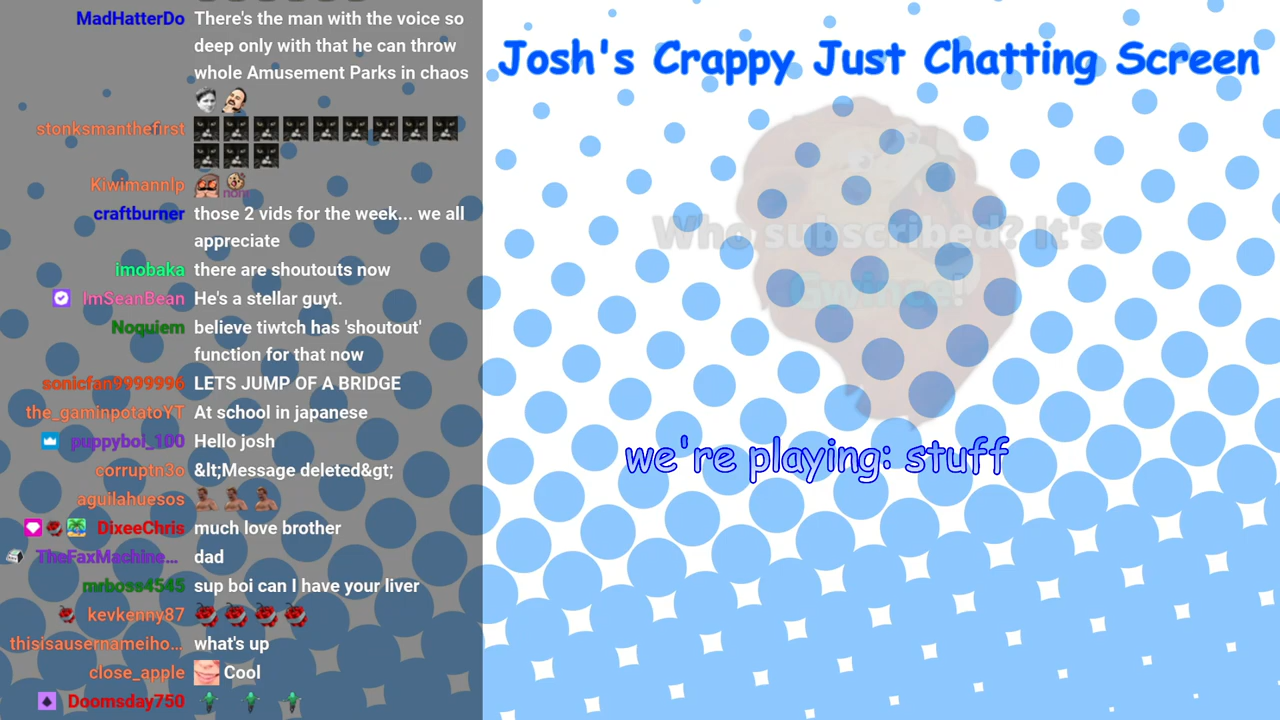 MadHatterDo There's the man with the voice so
deep only with that he can throw
whole Amusement Parks in chaos
stonksmanthefirst
Kiwimannlp
craftburner those 2 vids for the week... we all
appreciate
imobaka there are shoutouts now
ImSeanBean He's a stellar guyt.
Noquiem believe tiwtch has 'shoutout'
function for that now
sonicfan9999996 LETS JUMP OF A BRIDGE
the_gaminpotatoYT At school in japanese
puppyboi_100 Hello josh
corruptn3o &lt;Message deleted&gt;
aguilahuesos
DixeeChris much love brother
TheFaxMachine... dad
mrboss4545 sup boi can I have your liver
kevkenny87
thisisausernameiho... what's up
close_apple Cool
Doomsday750
Josh's Crappy Just Chatting Screen
Who subscribed? It's
we're playing: stuff